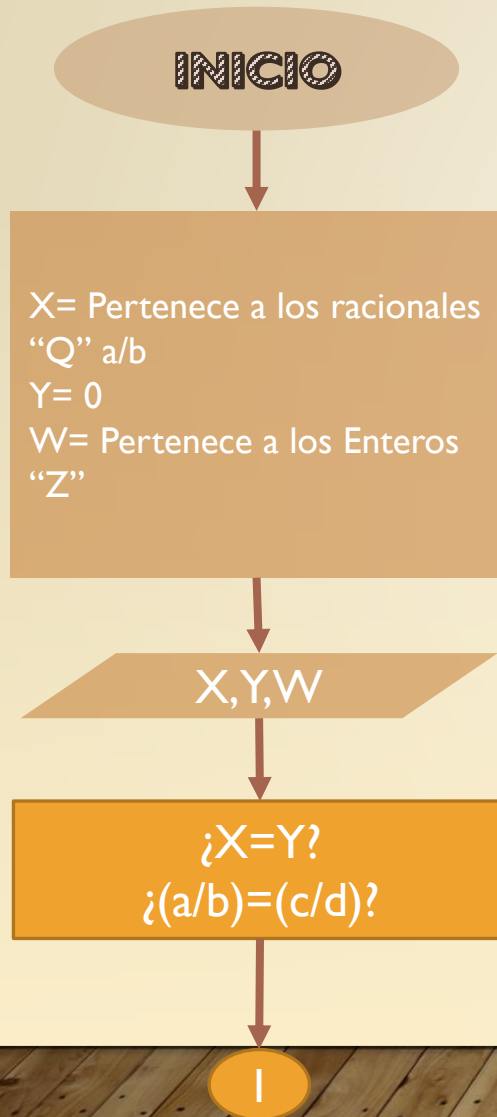 INICIO
X= Pertenece a los racionales
“Q” a/b
Y= 0
W= Pertenece a los Enteros
“Z”
X,Y,W
¿X=Y?
¿(a/b)=(c/d)?
1